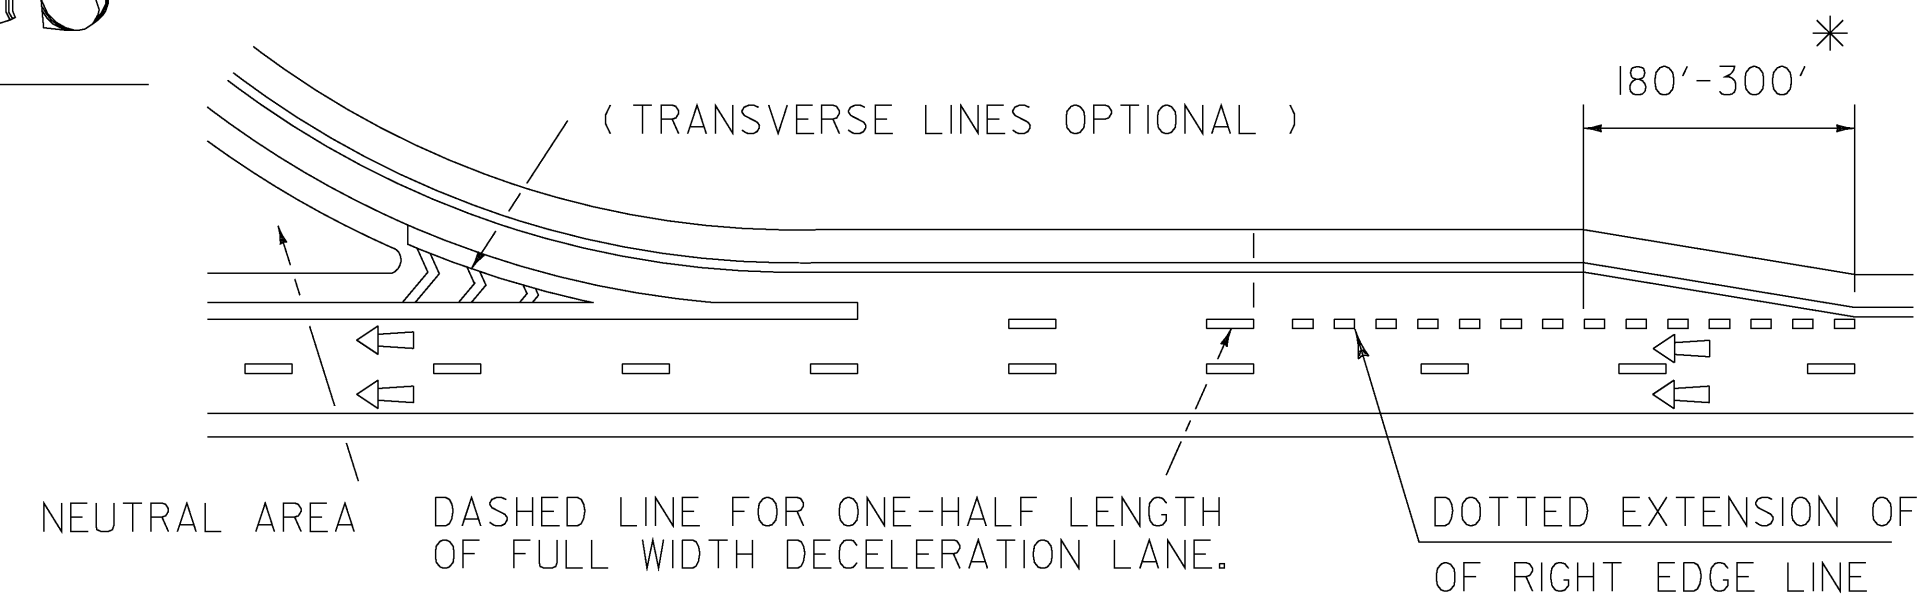 180'-300' *
( TRANSVERSE LINES OPTIONAL )
NEUTRAL AREA
DASHED LINE FOR ONE-HALF LENGTH
OF FULL WIDTH DECELERATION LANE.
DOTTED EXTENSION OF
OF RIGHT EDGE LINE